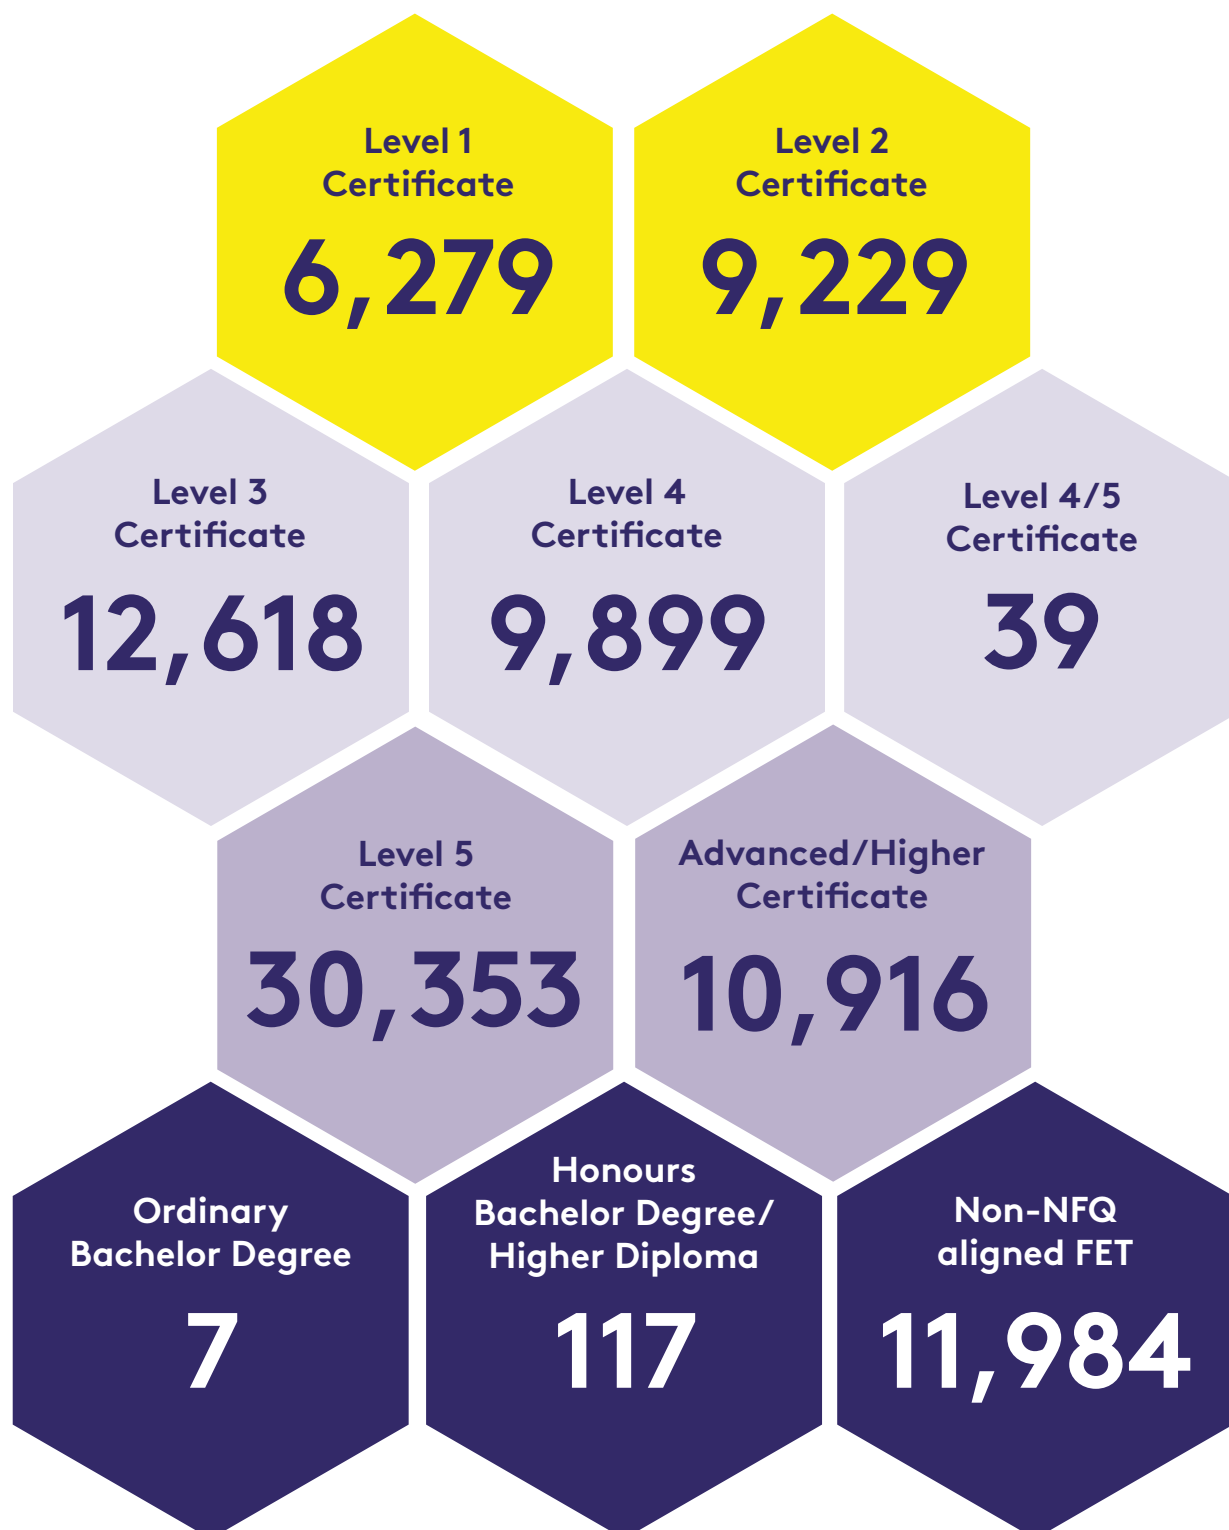 Level 1
Certificate
6,279
Level 2
Certificate
9,229
Level 3
Certificate
12,618
Level 4
Certificate
9,899
Level 4/5
Certificate
39
Level 5
Certificate
30,353
Advanced/Higher
Certificate
10,916
Ordinary
Bachelor Degree
7
Honours
Bachelor Degree/
Higher Diploma
117
Non-NFQ
aligned FET
11,984